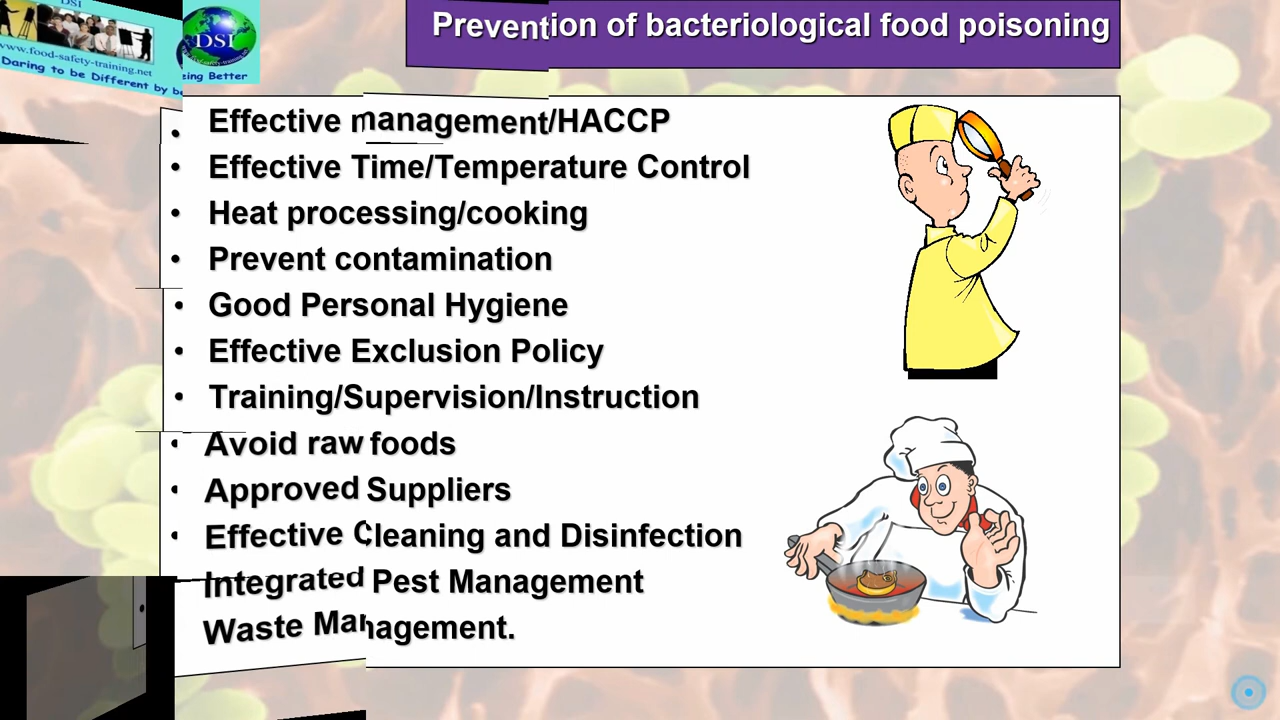 DSI
www.food-safety-training.net
Daring to be Different by being Better
DSI
Prevention of bacteriological food poisoning
• Effective management/HACCP
• Effective Time/Temperature Control
• Heat processing/cooking
• Prevent contamination
• Good Personal Hygiene
• Effective Exclusion Policy
• Training/Supervision/Instruction
• Avoid raw foods
• Approved Suppliers
• Effective Cleaning and Disinfection
Integrated Pest Management
Waste Management.